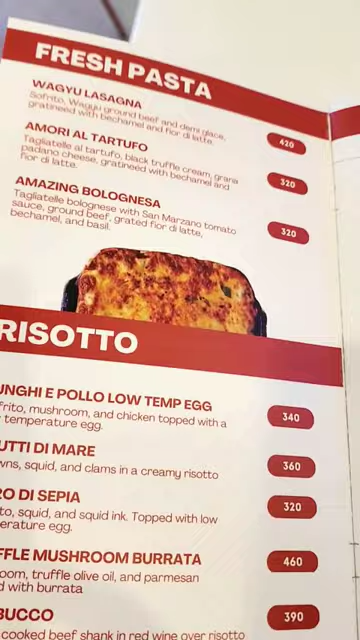 FRESH PASTA
WAGYU LASAGNA
Sofrito, Wagyu ground beef and demi glace,
gratineed with bechamel and fior di latte.
420
AMORI AL TARTUFO
Tagliatelle al tartufo, black truffle cream, grana
padano cheese, gratineed with bechamel and
fior di latte.
320
AMAZING BOLOGNESA
Tagliatelle bolognese with San Marzano tomato
sauce, ground beef, grated fior di latte,
bechamel, and basil.
320
RISOTTO
UNGHI E POLLO LOW TEMP EGG
frito, mushroom, and chicken topped with a
temperature egg.
340
UTTI DI MARE
wns, squid, and clams in a creamy risotto
360
RO DI SEPIA
to, squid, and squid ink. Topped with low
erature egg.
320
FFLE MUSHROOM BURRATA
oom, truffle olive oil, and parmesan
d with burrata
460
BUCCO
cooked beef shank in red wine over risotto
390